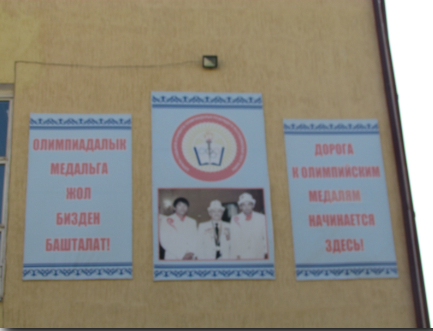 ОЛИМПИАДАЛЫК
МЕДАЛЬГА
ЖОЛ
БИЗДЕН
БАШТАЛАТ!
ДОРОГА
К ОЛИМПИЙСКИМ
МЕДАЛЯМ
НАЧИНАЕТСЯ
ЗДЕСЬ!